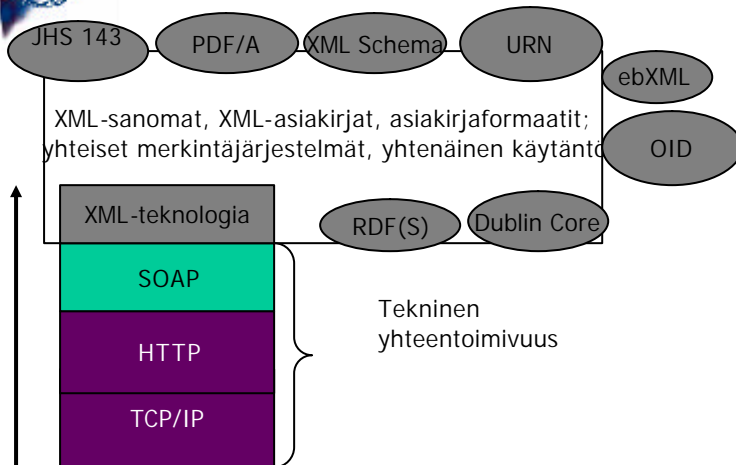 JHS 143
PDF/A
XML Schema
URN
ebXML
XML-sanomat, XML-asiakirjat, asiakirjaformaatit;
yhteiset merkintäjärjestelmät, yhtenäinen käytäntö
OID
XML-teknologia
RDF(S)
Dublin Core
SOAP
Tekninen
yhteentoimivuus
HTTP
TCP/IP